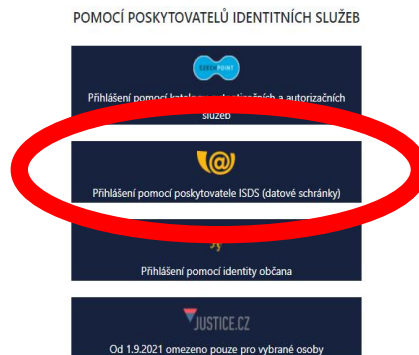 POMOCÍ POSKYTOVATELŮ IDENTITNÍCH SLUŽEB
CZECH POINT
Přihlášení pomocí katalogu autentizačních a autorizačních
služeb
Přihlášení pomocí poskytovatele ISDS (datové schránky)
Přihlášení pomocí identity občana
JUSTICE.CZ
Od 1.9.2021 omezeno pouze pro vybrané osoby